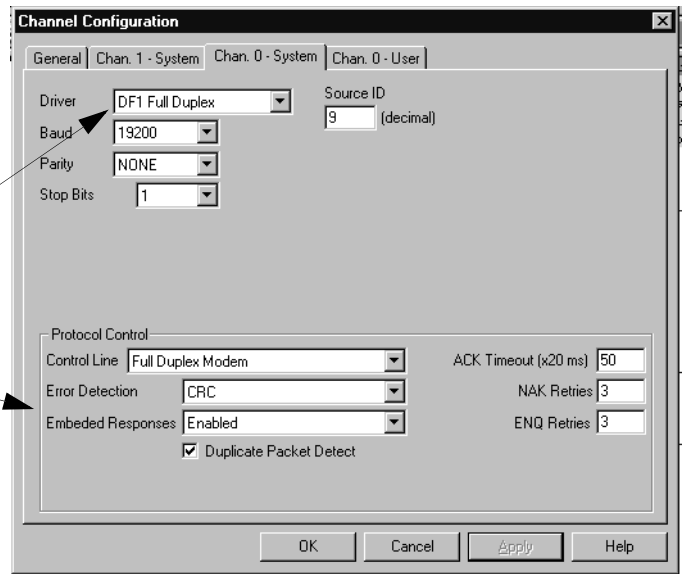 Channel Configuration
General
Chan. 1 - System
Chan. 0 - System
Chan. 0 - User
Driver
DF1 Full Duplex
Source ID
9
(decimal)
Baud
19200
Parity
NONE
Stop Bits
1
Protocol Control
Control Line
Full Duplex Modem
ACK Timeout (x20 ms)
50
Error Detection
CRC
NAK Retries
3
Embeded Responses
Enabled
ENQ Retries
3
Duplicate Packet Detect
OK
Cancel
Apply
Help